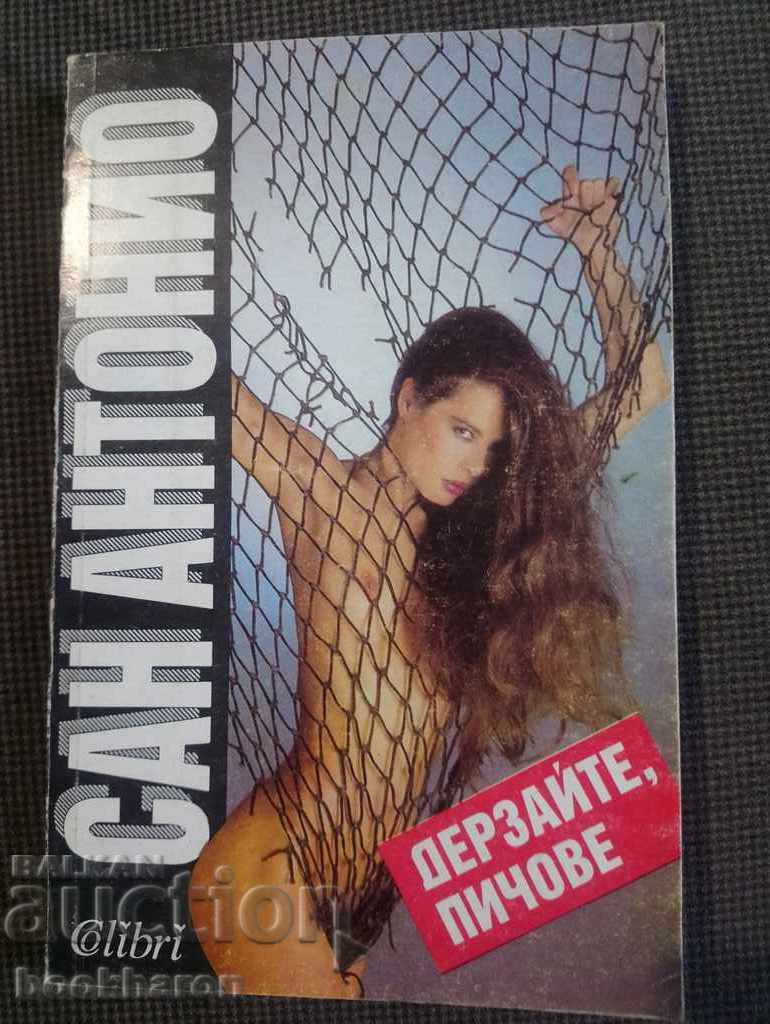 САН АНТОНИО
ДЕРЗАЙТЕ,
ПИЧОВЕ
Colibri
BALKAN
auction
bookharon